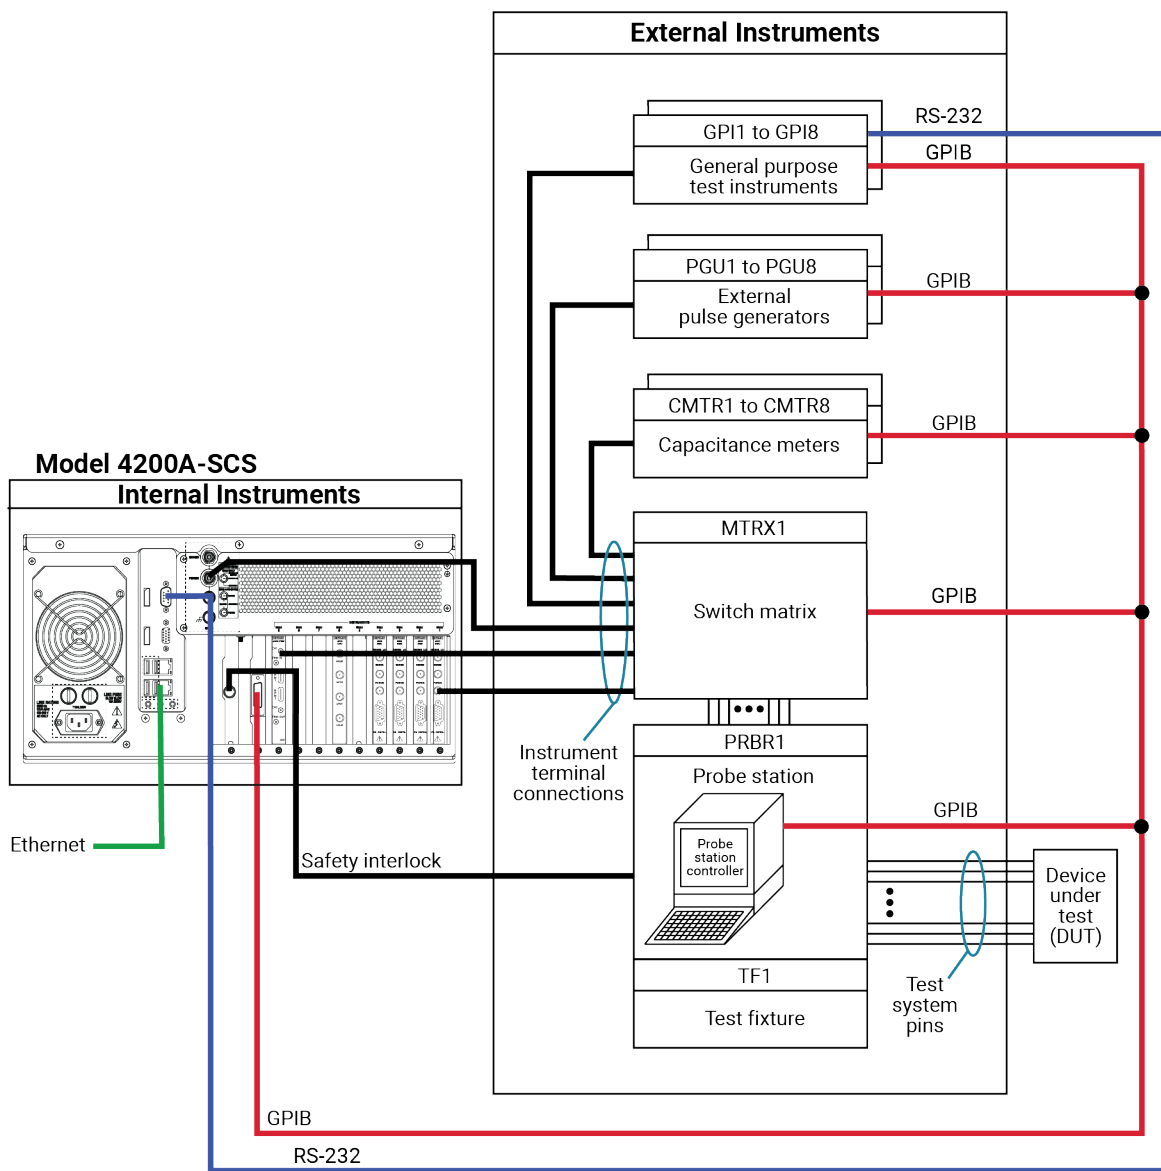 External Instruments
GPI1 to GPI8
General purpose
test instruments
RS-232
GPIB
PGU1 to PGU8
External
pulse generators
GPIB
CMTR1 to CMTR8
Capacitance meters
GPIB
Model 4200A-SCS
Internal Instruments
MTRX1
Switch matrix
GPIB
Instrument
terminal
connections
PRBR1
Probe station
Probe
station
controller
GPIB
Ethernet
Safety interlock
Device
under
test
(DUT)
TF1
Test fixture
Test
system
pins
GPIB
RS-232